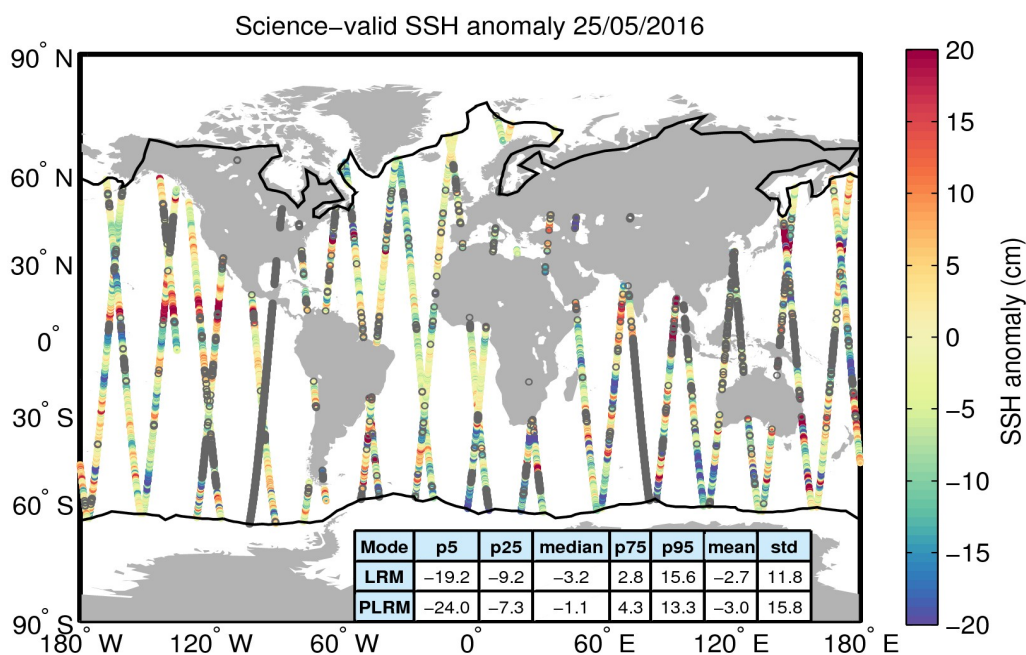 Science−valid SSH anomaly 25/05/2016
90° N
60° N
30° N
0°
30° S
60° S
90° S
180° W
120° W
60° W
0°
60° E
120° E
180° E
Mode p5 p25 median p75 p95 mean std
LRM −19.2 −9.2 −3.2 2.8 15.6 −2.7 11.8
PLRM −24.0 −7.3 −1.1 4.3 13.3 −3.0 15.8
20
15
10
5
0
−5
−10
−15
−20
SSH anomaly (cm)